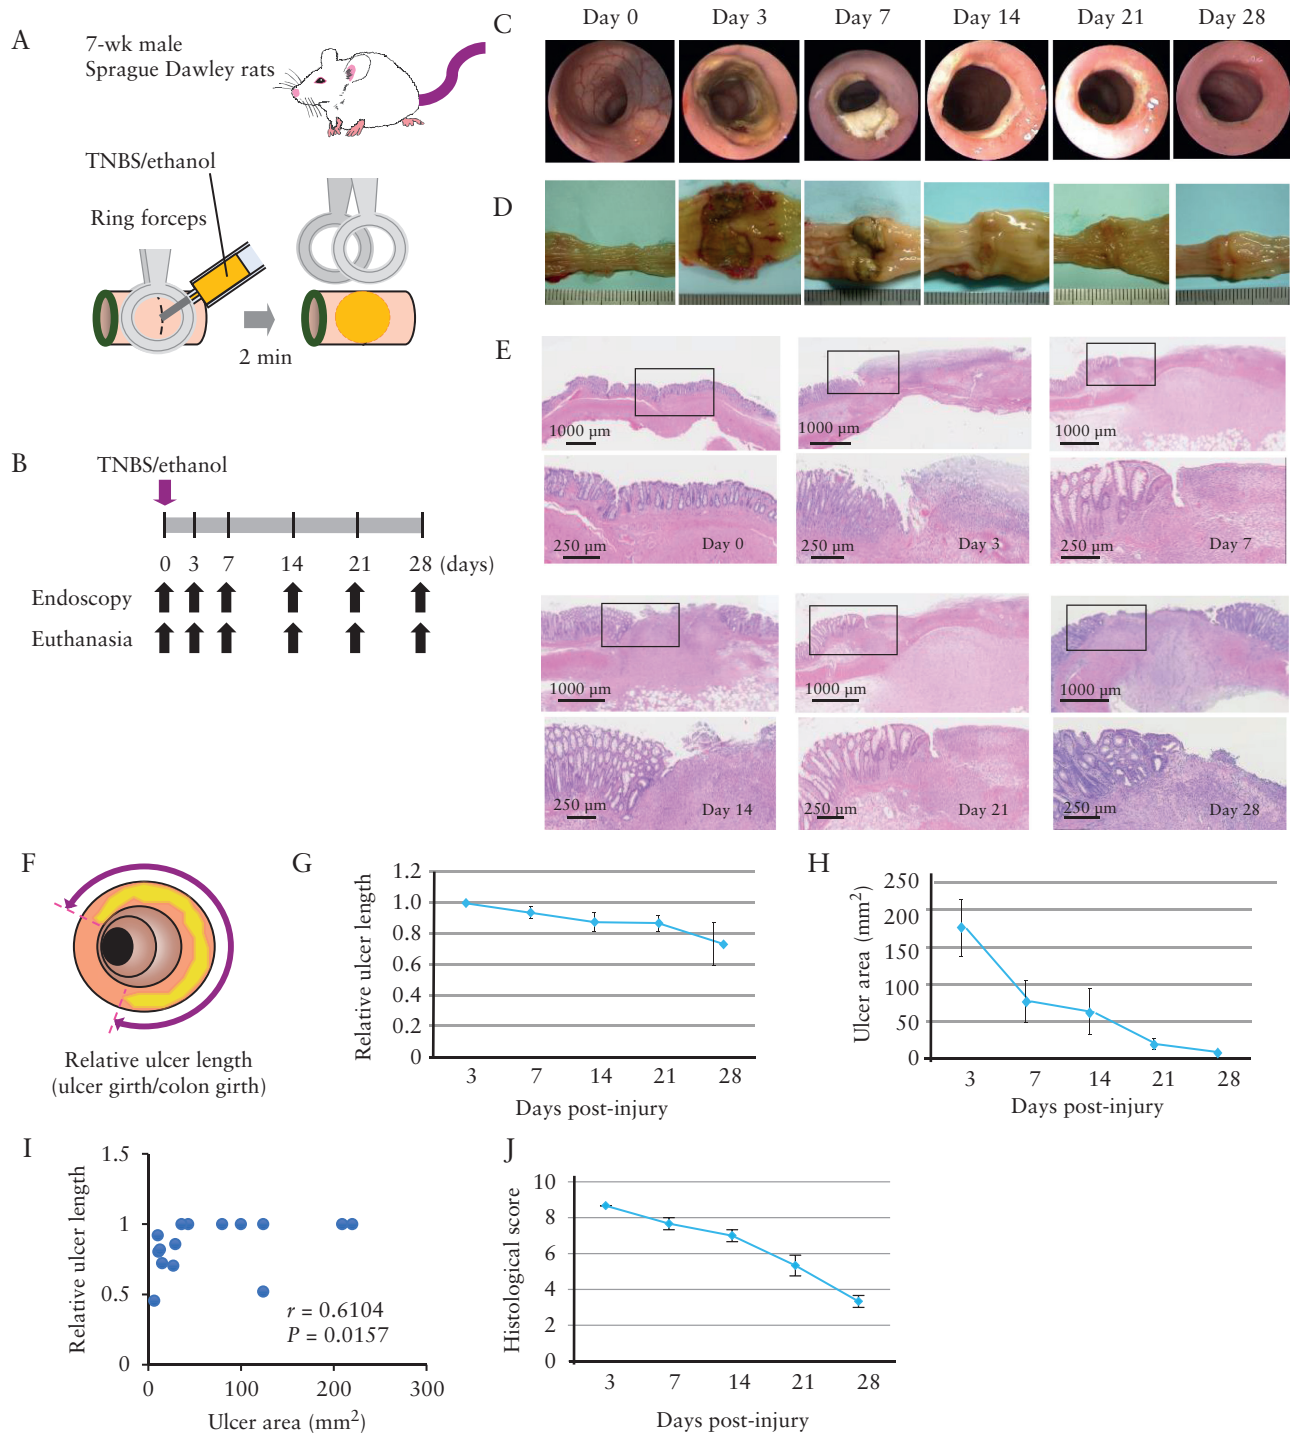 A
7-wk male
Sprague Dawley rats
TNBS/ethanol
Ring forceps
2 min
B
TNBS/ethanol
0 3 7 14 21 28 (days)
Endoscopy
Euthanasia
C
Day 0 Day 3 Day 7 Day 14 Day 21 Day 28
D
E
1000 µm 1000 µm 1000 µm
250 µm Day 0 250 µm Day 3 250 µm Day 7
1000 µm 1000 µm 1000 µm
250 µm Day 14 250 µm Day 21 250 µm Day 28
F
Relative ulcer length
(ulcer girth/colon girth)
G
Relative ulcer length
1.2
1
0.8
0.6
0.4
0.2
0
3 7 14 21 28
Days post-injury
H
Ulcer area (mm²)
250
200
150
100
50
0
3 7 14 21 28
Days post-injury
I
Relative ulcer length
1.5
1
0.5
0
r = 0.6104
P = 0.0157
0 100 200 300
Ulcer area (mm²)
J
Histological score
10
8
6
4
2
0
3 7 14 21 28
Days post-injury